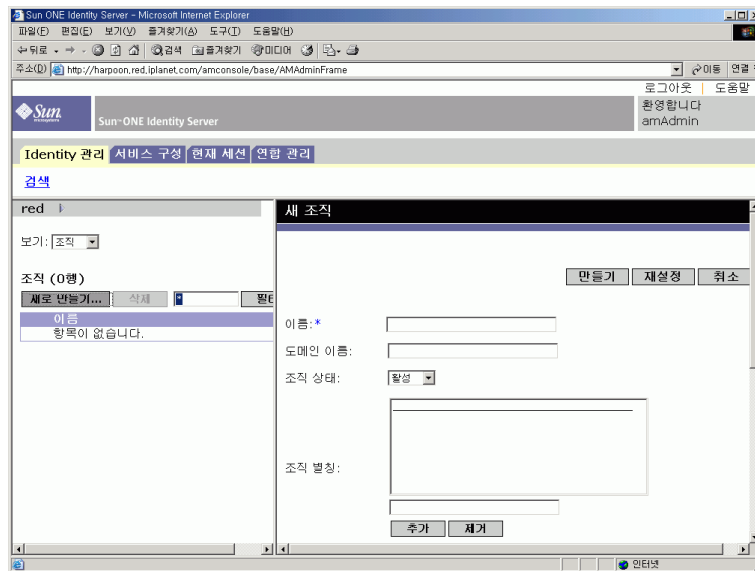 Sun ONE Identity Server - Microsoft Internet Explorer
파일(F) 편집(E) 보기(V) 즐겨찾기(A) 도구(T) 도움말(H)
뒤로 검색 즐겨찾기 미디어
주소(D) http://harpoon.red.iplanet.com/amconsole/base/AMAdminFrame 이동 연결
로그아웃 | 도움말
Sun microsystems
Sun ONE Identity Server
환영합니다
amAdmin
Identity 관리 서비스 구성 현재 세션 연합 관리
검색
red
보기: 조직
조직 (0행)
새로 만들기... 삭제 *
이름
항목이 없습니다.
새 조직
만들기 재설정 취소
이름:*
도메인 이름:
조직 상태: 활성
조직 별칭:
추가 제거
인터넷